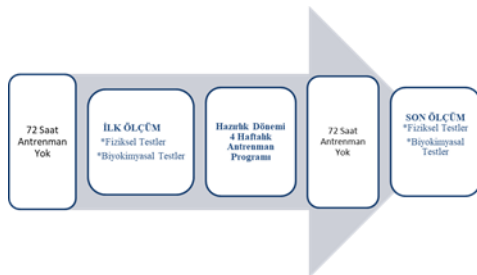 72 Saat
Antrenman
Yok
İLK ÖLÇÜM
*Fiziksel Testler
*Biyokimyasal Testler
Hazırlık Dönemi
4 Haftalık
Antrenman
Programı
72 Saat
Antrenman
Yok
SON ÖLÇÜM
*Fiziksel Testler
*Biyokimyasal
Testler